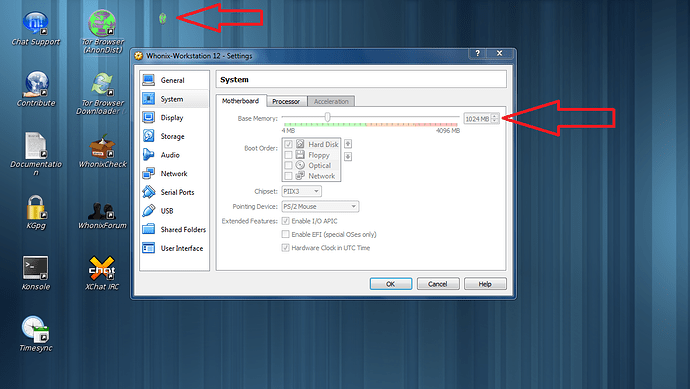 Chat Support
Tor Browser
(AnonDist)
Contribute
Tor Browser
Downloader
Documentatio
n
WhonixCheck
KGpg
WhonixForum
Konsole
XChat IRC
Timesync
Whonix-Workstation 12 - Settings
?
General
System
Display
Storage
Audio
Network
Serial Ports
USB
Shared Folders
User Interface
System
Motherboard
Processor
Acceleration
Base Memory:
4 MB
4096 MB
1024 MB
Boot Order:
Hard Disk
Floppy
Optical
Network
Chipset:
PIIX3
Pointing Device:
PS/2 Mouse
Extended Features:
Enable I/O APIC
Enable EFI (special OSes only)
Hardware Clock in UTC Time
OK
Cancel
Help